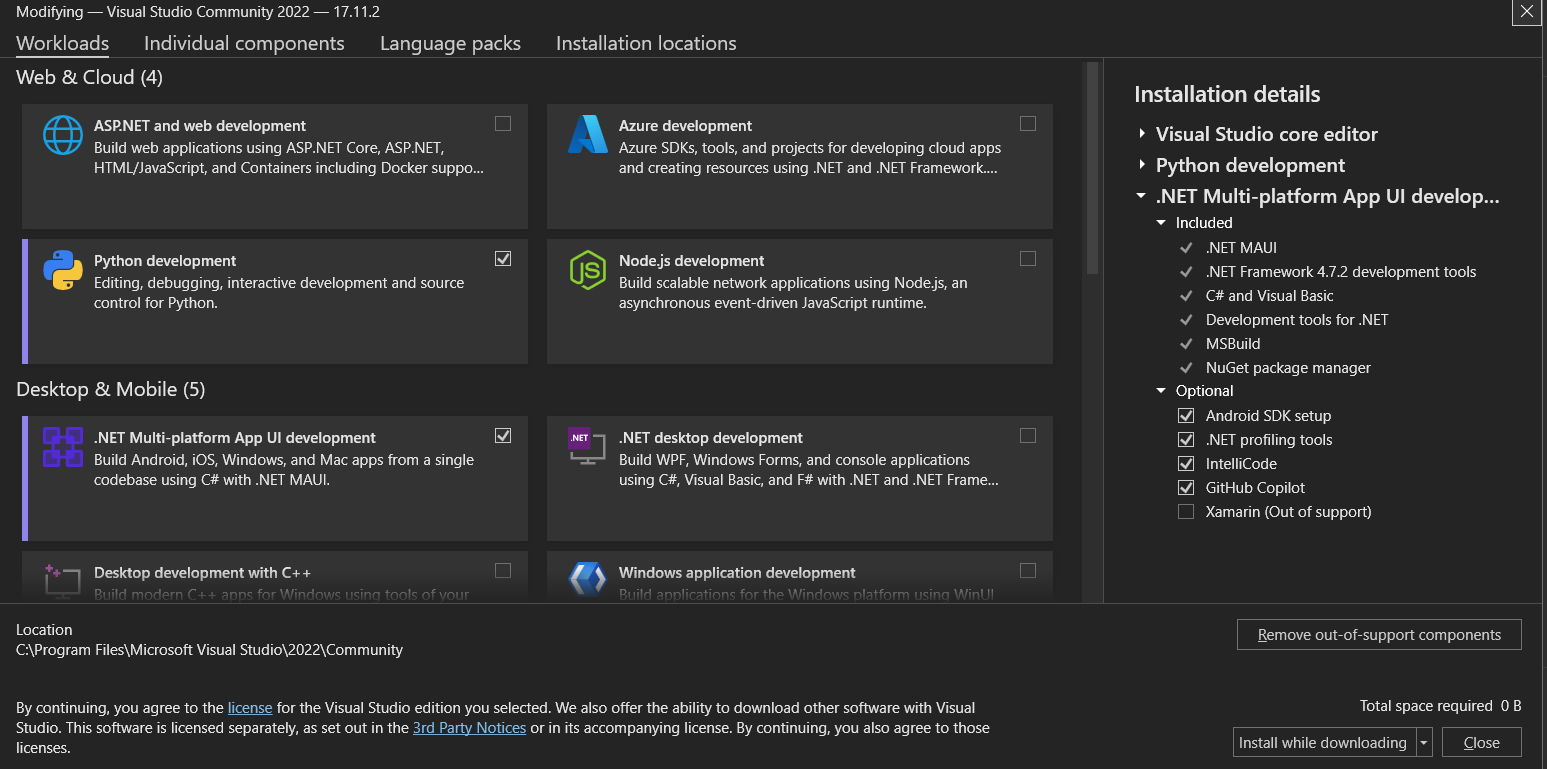 Modifying — Visual Studio Community 2022 — 17.11.2
Workloads
Individual components
Language packs
Installation locations
Web & Cloud (4)
ASP.NET and web development
Build web applications using ASP.NET Core, ASP.NET,
HTML/JavaScript, and Containers including Docker suppo...
Azure development
Azure SDKs, tools, and projects for developing cloud apps
and creating resources using .NET and .NET Framework....
Python development
Editing, debugging, interactive development and source
control for Python.
JS
Node.js development
Build scalable network applications using Node.js, an
asynchronous event-driven JavaScript runtime.
Desktop & Mobile (5)
.NET Multi-platform App UI development
Build Android, iOS, Windows, and Mac apps from a single
codebase using C# with .NET MAUI.
.NET
.NET desktop development
Build WPF, Windows Forms, and console applications
using C#, Visual Basic, and F# with .NET and .NET Frame...
Desktop development with C++
Build modern C++ apps for Windows using tools of your
Windows application development
Build applications for the Windows platform using WinUI
Installation details
Visual Studio core editor
Python development
.NET Multi-platform App UI develop...
Included
.NET MAUI
.NET Framework 4.7.2 development tools
C# and Visual Basic
Development tools for .NET
MSBuild
NuGet package manager
Optional
Android SDK setup
.NET profiling tools
IntelliCode
GitHub Copilot
Xamarin (Out of support)
Location
C:\Program Files\Microsoft Visual Studio\2022\Community
Remove out-of-support components
By continuing, you agree to the license for the Visual Studio edition you selected. We also offer the ability to download other software with Visual
Studio. This software is licensed separately, as set out in the 3rd Party Notices or in its accompanying license. By continuing, you also agree to those
licenses.
Total space required 0 B
Install while downloading
Close